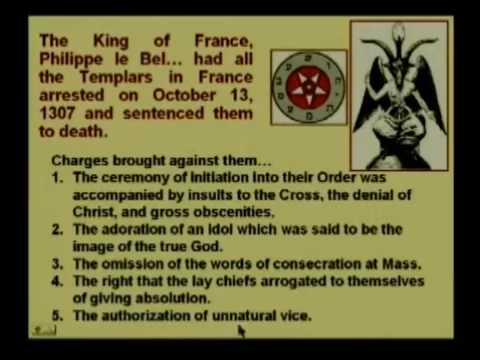 The King of France,
Philippe le Bel... had all
the Templars in France
arrested on October 13,
1307 and sentenced them
to death.
Charges brought against them...
1. The ceremony of initiation into their Order was
accompanied by insults to the Cross, the denial of
Christ, and gross obscenities.
2. The adoration of an idol which was said to be the
image of the true God.
3. The omission of the words of consecration at Mass.
4. The right that the lay chiefs arrogated to themselves
of giving absolution.
5. The authorization of unnatural vice.